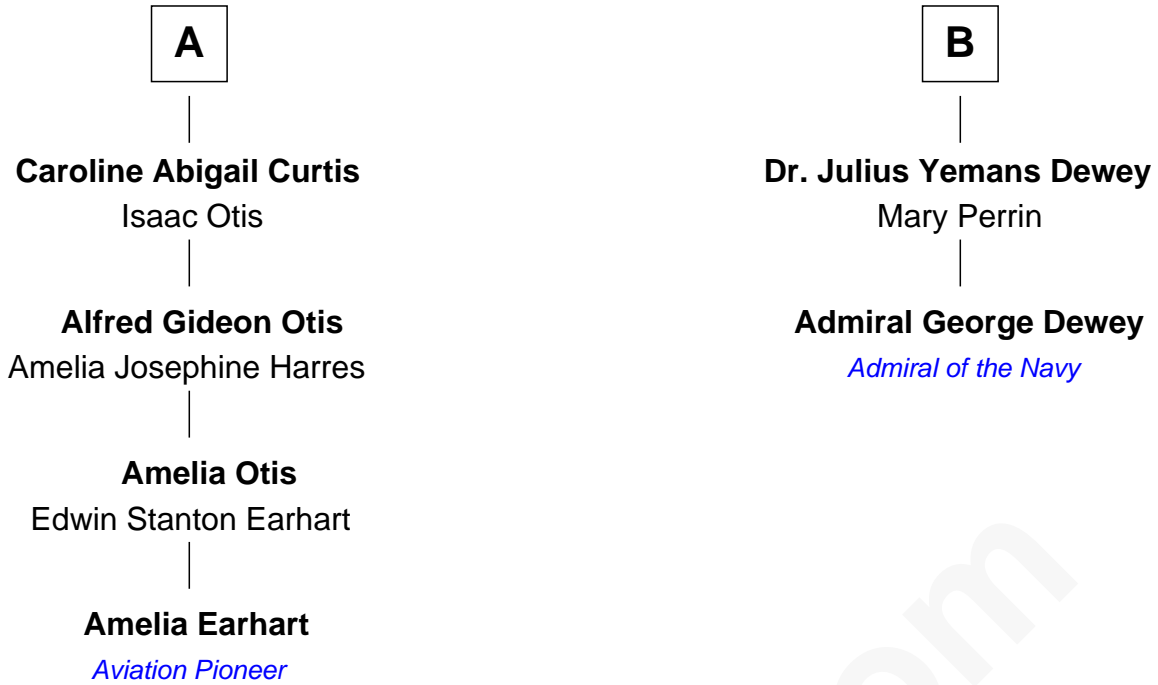 A
Caroline Abigail Curtis
Isaac Otis
Alfred Gideon Otis
Amelia Josephine Harres
Amelia Otis
Edwin Stanton Earhart
Amelia Earhart
Aviation Pioneer
B
Dr. Julius Yemans Dewey
Mary Perrin
Admiral George Dewey
Admiral of the Navy
om